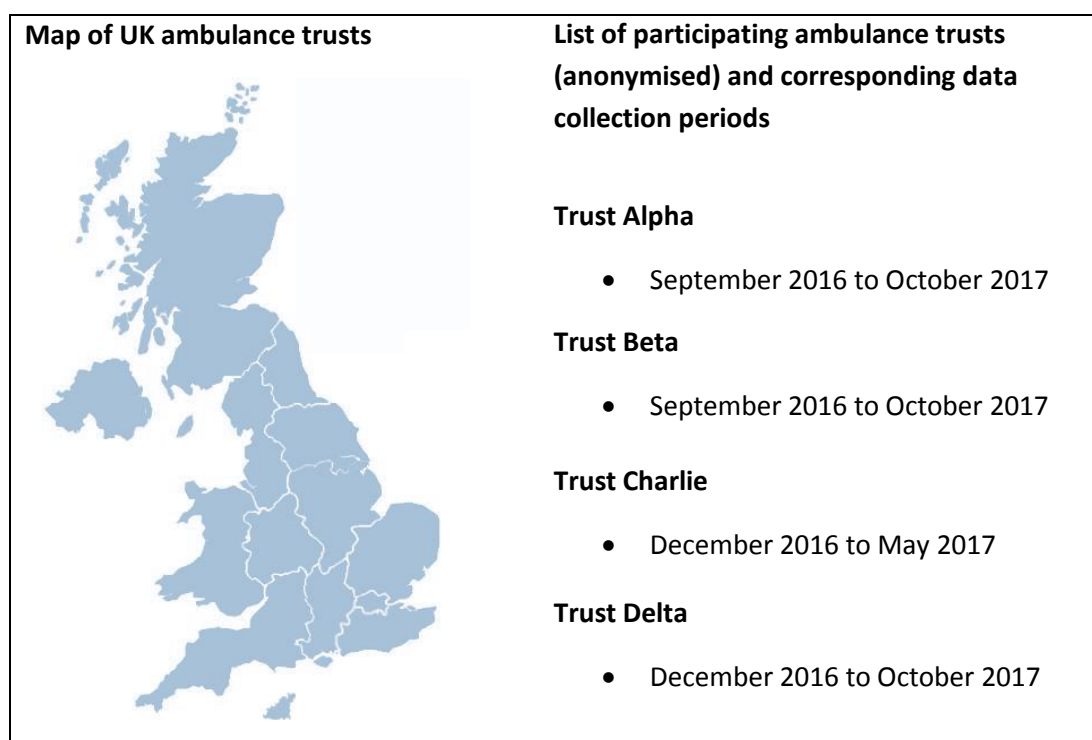 Map of UK ambulance trusts
List of participating ambulance trusts
(anonymised) and corresponding data
collection periods
Trust Alpha
• September 2016 to October 2017
Trust Beta
• September 2016 to October 2017
Trust Charlie
• December 2016 to May 2017
Trust Delta
• December 2016 to October 2017